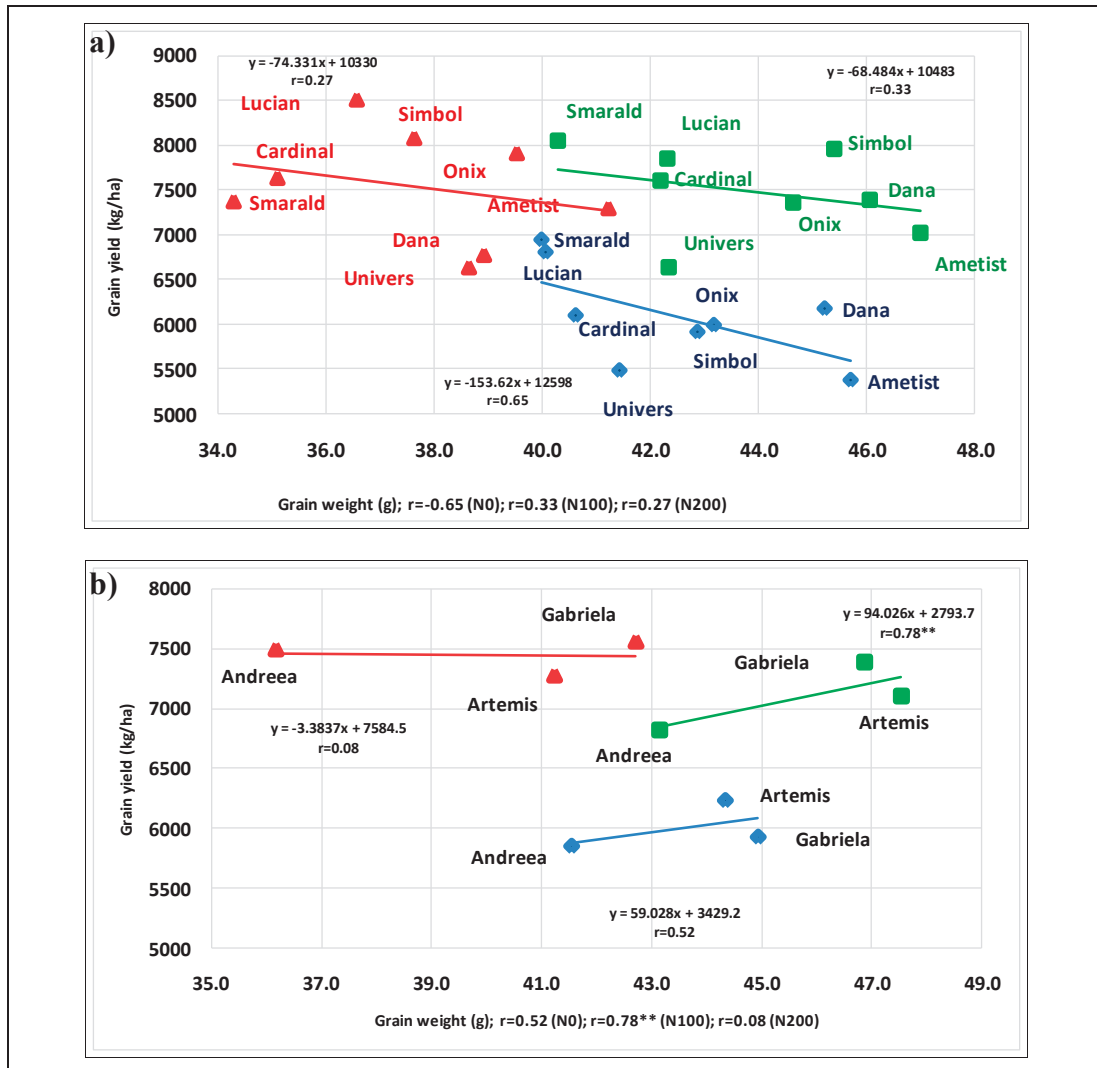 a)
9000
8500
8000
7500
7000
6500
6000
5500
5000
Grain yield (kg/ha)
y = -74.331x + 10330
r=0.27
y = -68.484x + 10483
r=0.33
Lucian
Simbol
Smarald
Lucian
Simbol
Cardinal
Onix
Cardinal
Smarald
Ametist
Dana
Onix
Dana
Smarald
Univers
Univers
Lucian
Ametist
Onix
Dana
Cardinal
Simbol
y = -153.62x + 12598
r=0.65
Ametist
Univers
34.0 36.0 38.0 40.0 42.0 44.0 46.0 48.0
Grain weight (g); r=-0.65 (N0); r=0.33 (N100); r=0.27 (N200)
b)
8000
7500
7000
6500
6000
5500
5000
Grain yield (kg/ha)
Gabriela
y = 94.026x + 2793.7
r=0.78**
Andreea
Gabriela
Artemis
Artemis
y = -3.3837x + 7584.5
r=0.08
Andreea
Artemis
Andreea
Gabriela
y = 59.028x + 3429.2
r=0.52
35.0 37.0 39.0 41.0 43.0 45.0 47.0 49.0
Grain weight (g); r=0.52 (N0); r=0.78** (N100); r=0.08 (N200)